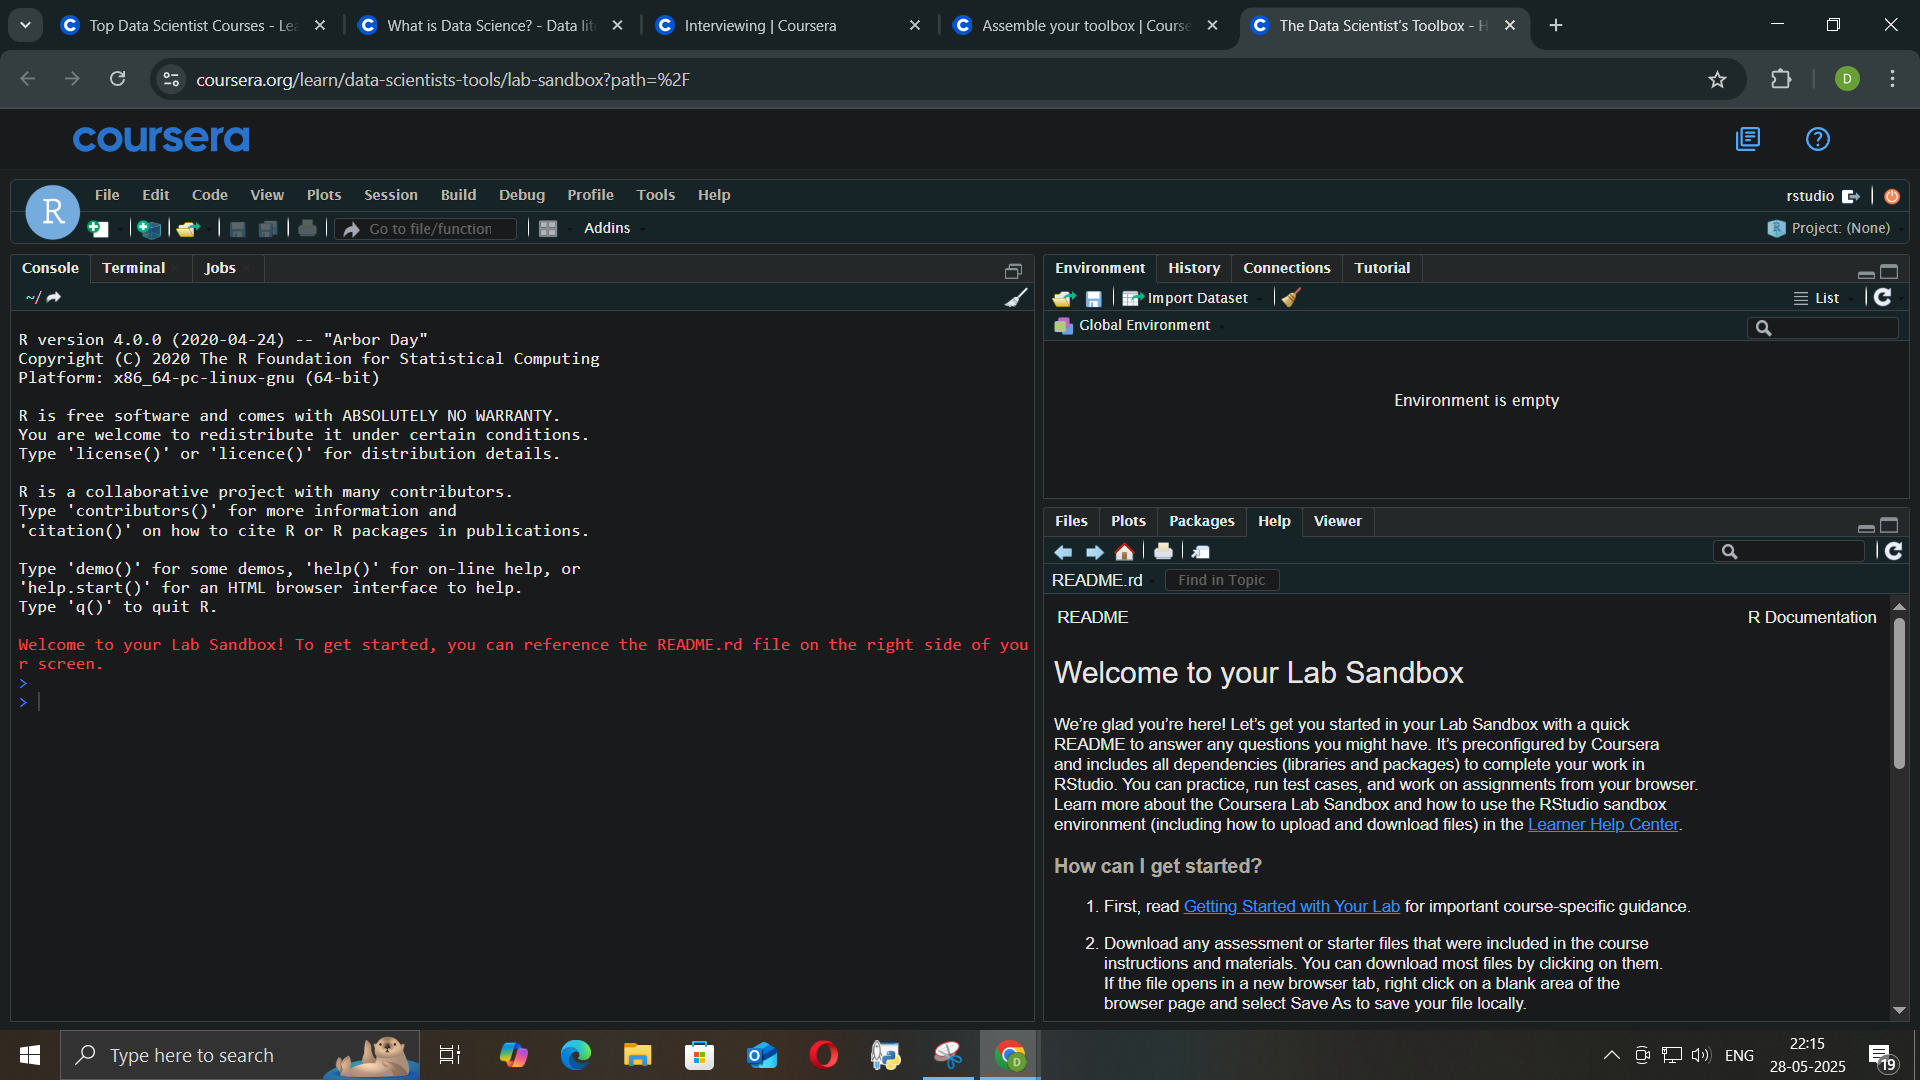 Top Data Scientist Courses - Lea
What is Data Science? - Data lit
Interviewing | Coursera
Assemble your toolbox | Course
The Data Scientist's Toolbox - H
coursera.org/learn/data-scientists-tools/lab-sandbox?path=%2F
D
coursera
R
File Edit Code View Plots Session Build Debug Profile Tools Help
rstudio
Go to file/function
Addins
Project: (None)
Console Terminal Jobs
~/
R version 4.0.0 (2020-04-24) -- "Arbor Day"
Copyright (C) 2020 The R Foundation for Statistical Computing
Platform: x86_64-pc-linux-gnu (64-bit)
R is free software and comes with ABSOLUTELY NO WARRANTY.
You are welcome to redistribute it under certain conditions.
Type 'license()' or 'licence()' for distribution details.
R is a collaborative project with many contributors.
Type 'contributors()' for more information and
'citation()' on how to cite R or R packages in publications.
Type 'demo()' for some demos, 'help()' for on-line help, or
'help.start()' for an HTML browser interface to help.
Type 'q()' to quit R.
Welcome to your Lab Sandbox! To get started, you can reference the README.rd file on the right side of you
r screen.
>
>
Environment History Connections Tutorial
Import Dataset
List
Global Environment
Environment is empty
Files Plots Packages Help Viewer
README.rd
Find in Topic
README
R Documentation
Welcome to your Lab Sandbox
We're glad you're here! Let's get you started in your Lab Sandbox with a quick
README to answer any questions you might have. It's preconfigured by Coursera
and includes all dependencies (libraries and packages) to complete your work in
RStudio. You can practice, run test cases, and work on assignments from your browser.
Learn more about the Coursera Lab Sandbox and how to use the RStudio sandbox
environment (including how to upload and download files) in the Learner Help Center.
How can I get started?
1. First, read Getting Started with Your Lab for important course-specific guidance.
2. Download any assessment or starter files that were included in the course
instructions and materials. You can download most files by clicking on them.
If the file opens in a new browser tab, right click on a blank area of the
browser page and select Save As to save your file locally.
Type here to search
D
ENG
22:15
28-05-2025
19